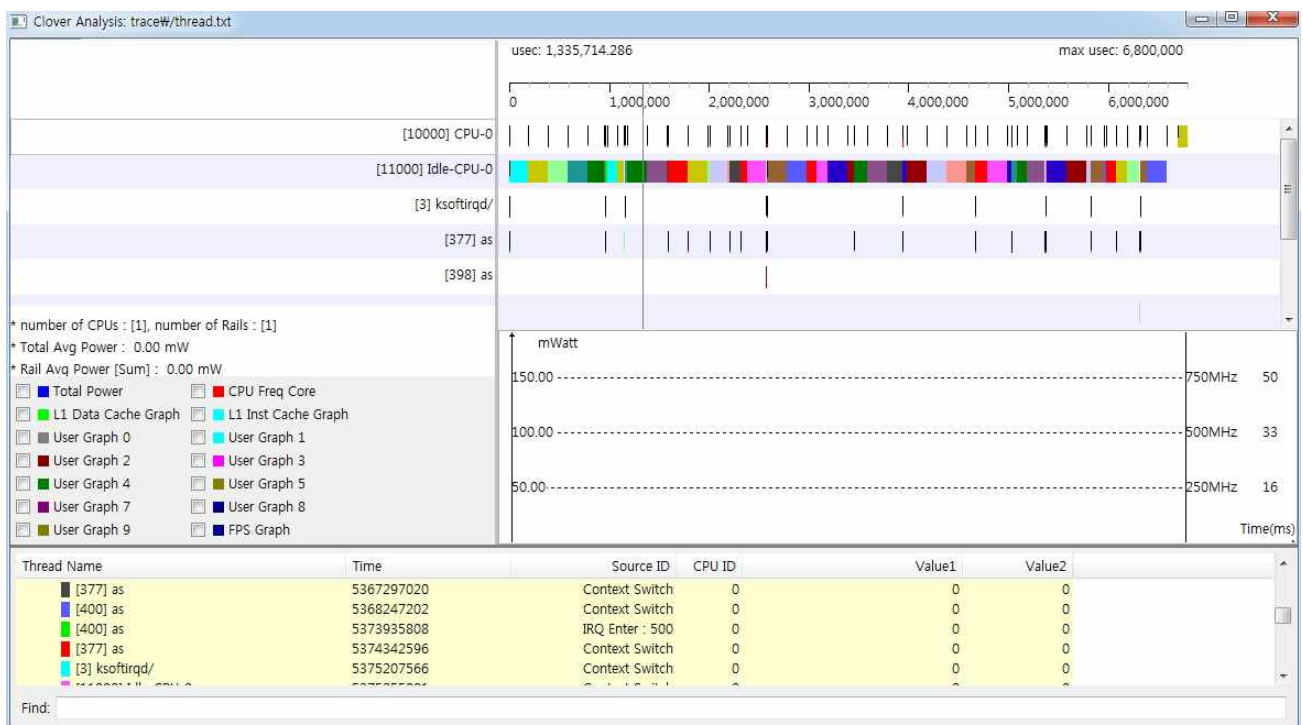 Clover Analysis: trace₩/thread.txt
usec: 1,335,714.286 max usec: 6,800,000
0 1,000,000 2,000,000 3,000,000 4,000,000 5,000,000 6,000,000
[10000] CPU-0
[11000] Idle-CPU-0
[3] ksoftirqd/
[377] as
[398] as
* number of CPUs : [1], number of Rails : [1]
* Total Avg Power : 0.00 mW
* Rail Avg Power [Sum] : 0.00 mW
Total Power CPU Freq Core
L1 Data Cache Graph L1 Inst Cache Graph
User Graph 0 User Graph 1
User Graph 2 User Graph 3
User Graph 4 User Graph 5
User Graph 7 User Graph 8
User Graph 9 FPS Graph
mWatt
150.00 750MHz 50
100.00 500MHz 33
50.00 250MHz 16
Time(ms)
Thread Name Time Source ID CPU ID Value1 Value2
[377] as 5367297020 Context Switch 0 0 0
[400] as 5368247202 Context Switch 0 0 0
[400] as 5373935808 IRQ Enter : 500 0 0 0
[377] as 5374342596 Context Switch 0 0 0
[3] ksoftirqd/ 5375207566 Context Switch 0 0 0
Find: